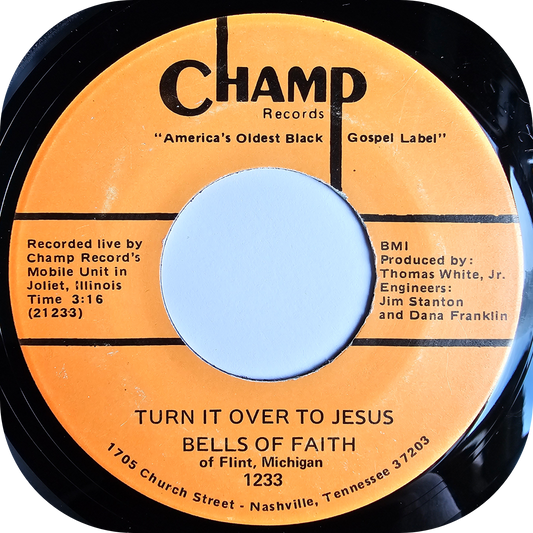 CHAMP
Records
"America's Oldest Black Gospel Label"
Recorded live by
Champ Record's
Mobile Unit in
Joliet, Illinois
Time 3:16
(21233)
BMI
Produced by:
Thomas White, Jr.
Engineers:
Jim Stanton
and Dana Franklin
TURN IT OVER TO JESUS
BELLS OF FAITH
of Flint, Michigan
1233
1705 Church Street - Nashville, Tennessee 37203